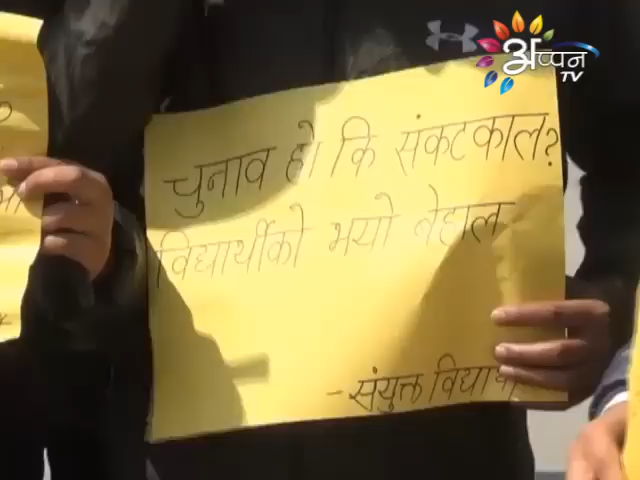 अप्पन
TV
चुनाव हो कि संकटकाल?
विद्यार्थीको भयो बेहाल
- संयुक्त